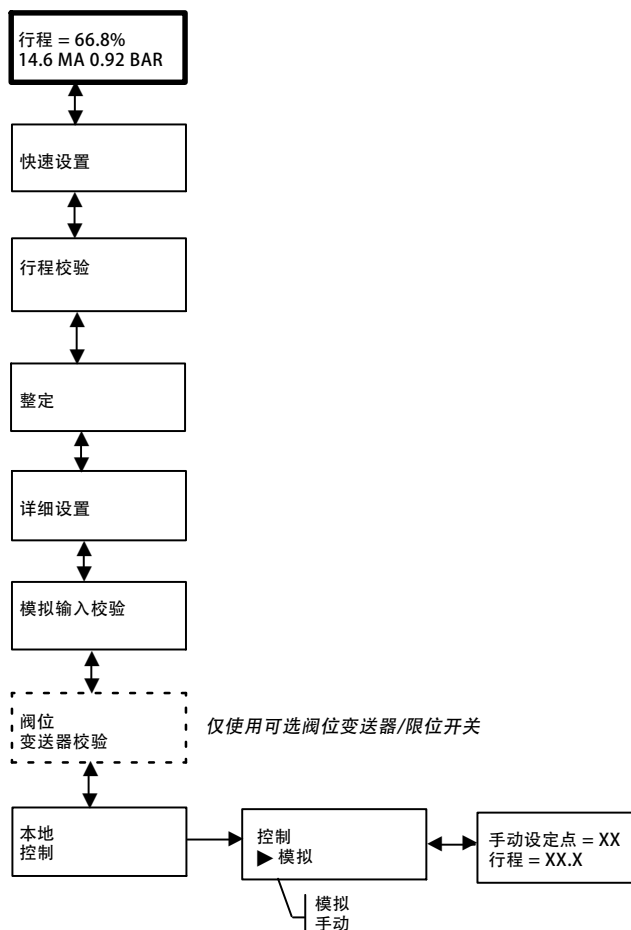 行程 = 66.8%
14.6 MA 0.92 BAR
快速设置
行程校验
整定
详细设置
模拟输入校验
阀位
变送器校验
仅使用可选阀位变送器/限位开关
本地
控制
控制
▶ 模拟
手动设定点 = XX
行程 = XX.X
模拟
手动